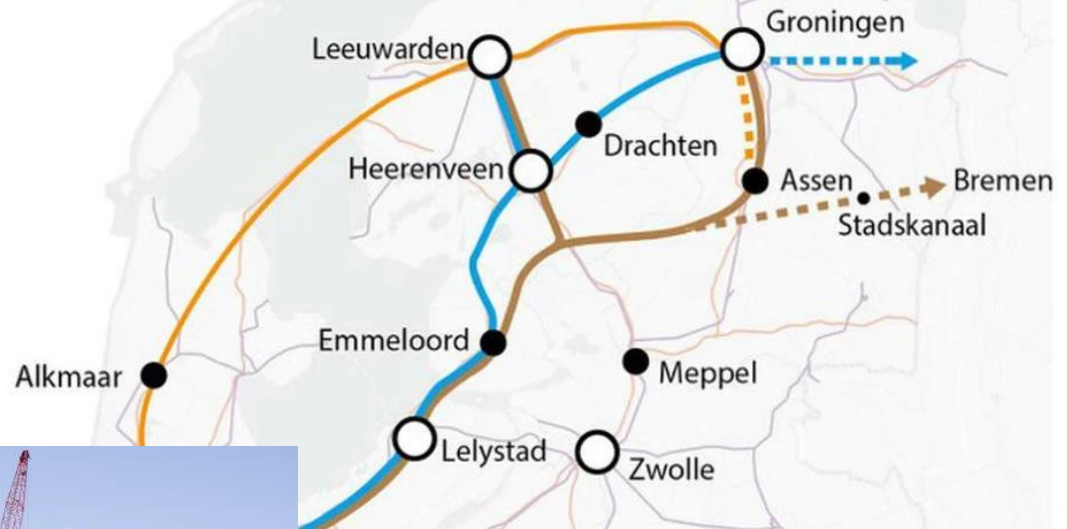 Groningen
Leeuwarden
Drachten
Heerenveen
Assen
Bremen
Stadskanaal
Emmeloord
Alkmaar
Meppel
Lelystad
Zwolle